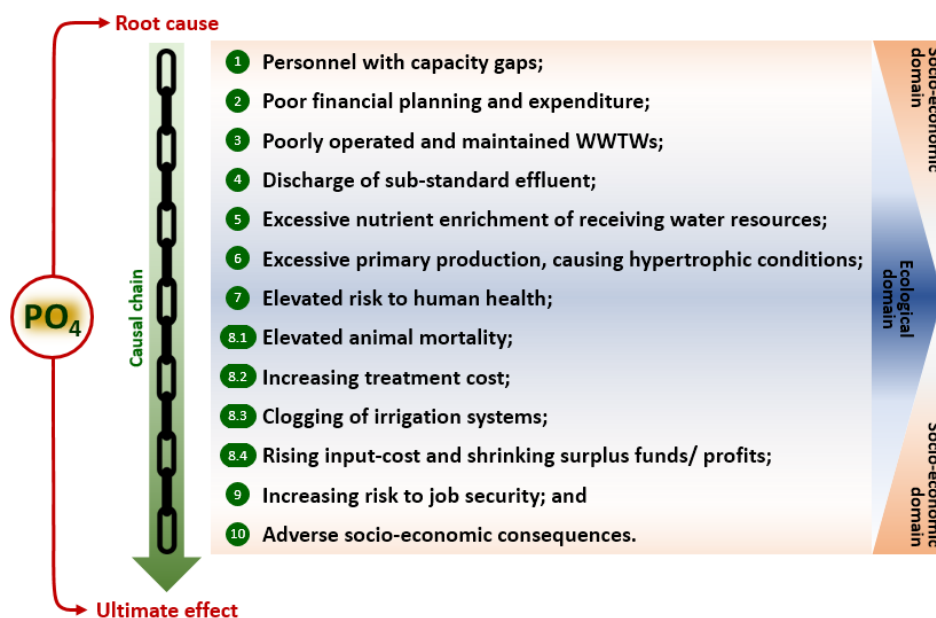 Root cause
1 Personnel with capacity gaps;
2 Poor financial planning and expenditure;
3 Poorly operated and maintained WWTWs;
4 Discharge of sub-standard effluent;
5 Excessive nutrient enrichment of receiving water resources;
6 Excessive primary production, causing hypertrophic conditions;
7 Elevated risk to human health;
8.1 Elevated animal mortality;
8.2 Increasing treatment cost;
8.3 Clogging of irrigation systems;
8.4 Rising input-cost and shrinking surplus funds/ profits;
9 Increasing risk to job security; and
10 Adverse socio-economic consequences.
Ultimate effect
PO4
Causal chain
Socio-economic
domain
Ecological
domain
Socio-economic
domain